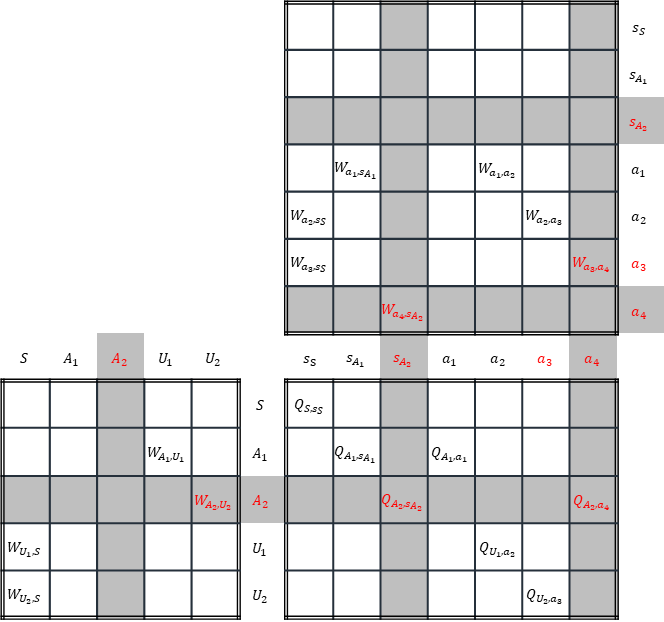 s_S
s_{A_1}
s_{A_2}
W_{a_1,s_{A_1}} W_{a_1,a_2} a_1
W_{a_2,s_S} W_{a_2,a_3} a_2
W_{a_3,s_S} W_{a_3,a_4} a_3
W_{a_4,s_{A_2}} a_4
S A_1 A_2 U_1 U_2 s_S s_{A_1} s_{A_2} a_1 a_2 a_3 a_4
S Q_{S,s_S}
W_{A_1,U_1} A_1 Q_{A_1,s_{A_1}} Q_{A_1,a_1}
W_{A_2,U_2} A_2 Q_{A_2,s_{A_2}} Q_{A_2,a_4}
W_{U_1,S} U_1 Q_{U_1,a_2}
W_{U_2,S} U_2 Q_{U_2,a_3}